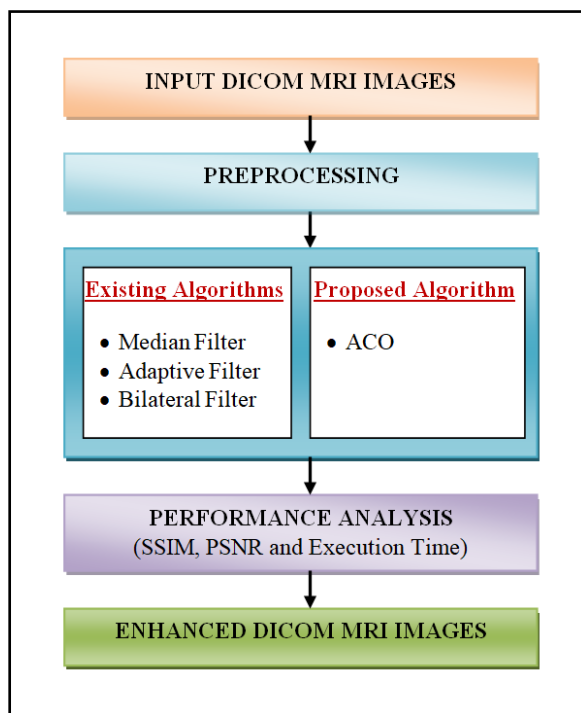 INPUT DICOM MRI IMAGES
PREPROCESSING
Existing Algorithms
• Median Filter
• Adaptive Filter
• Bilateral Filter
Proposed Algorithm
• ACO
PERFORMANCE ANALYSIS
(SSIM, PSNR and Execution Time)
ENHANCED DICOM MRI IMAGES